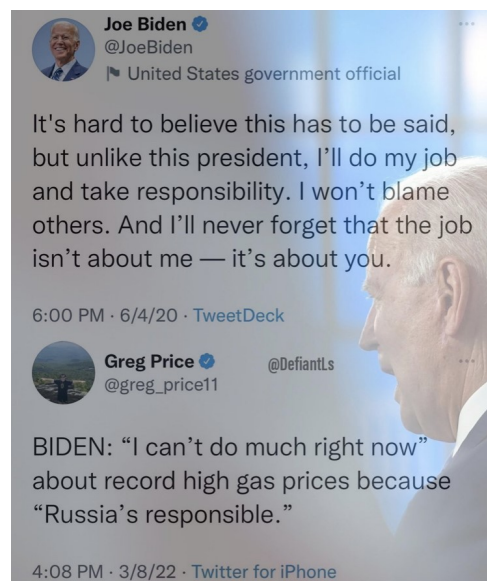 Joe Biden
@JoeBiden
United States government official
It's hard to believe this has to be said,
but unlike this president, I’ll do my job
and take responsibility. I won’t blame
others. And I’ll never forget that the job
isn’t about me — it’s about you.
6:00 PM · 6/4/20 · TweetDeck
Greg Price
@DefiantLs
@greg_price11
BIDEN: “I can’t do much right now”
about record high gas prices because
“Russia’s responsible.”
4:08 PM · 3/8/22 · Twitter for iPhone